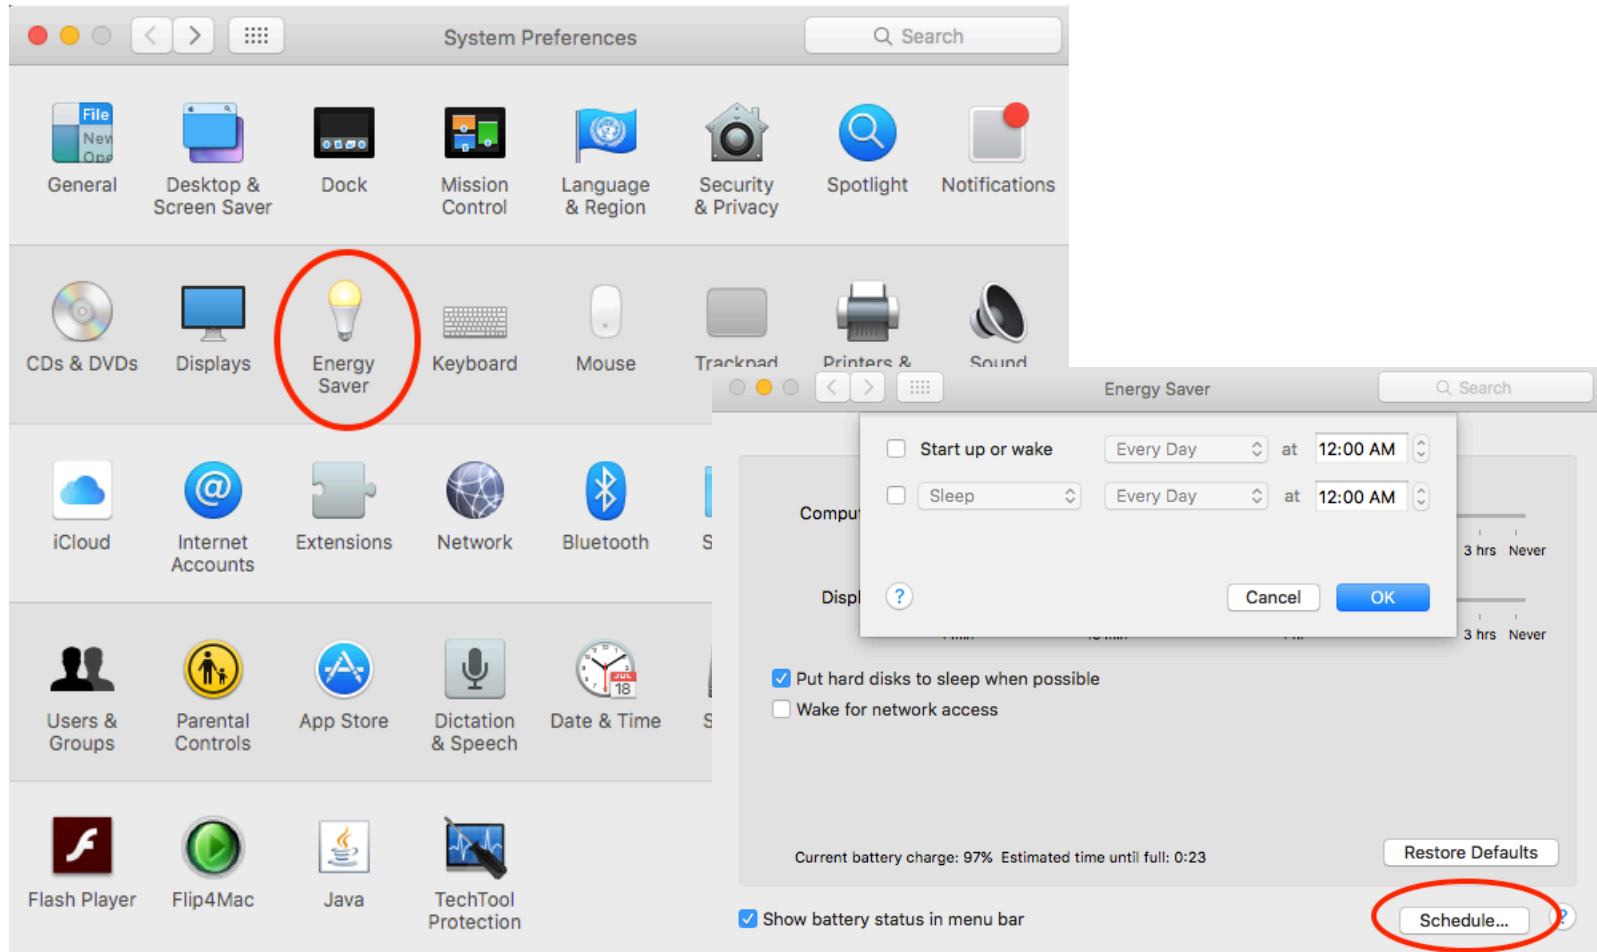 System Preferences
Search
File
New
Ope
General
Desktop &
Screen Saver
Dock
Mission
Control
Language
& Region
Security
& Privacy
Spotlight
Notifications
CDs & DVDs
Displays
Energy
Saver
Keyboard
Mouse
Trackpad
Printers &
Sound
iCloud
@
Internet
Accounts
Extensions
Network
Bluetooth
S
Users &
Groups
Parental
Controls
App Store
Dictation
& Speech
JUL
18
Date & Time
S
Flash Player
Flip4Mac
Java
TechTool
Protection
Energy Saver
Search
Start up or wake Every Day at 12:00 AM
Sleep Every Day at 12:00 AM
Comput
3 hrs Never
Displ
? Cancel OK
3 hrs Never
Put hard disks to sleep when possible
Wake for network access
Current battery charge: 97% Estimated time until full: 0:23
Restore Defaults
Show battery status in menu bar
Schedule... ?